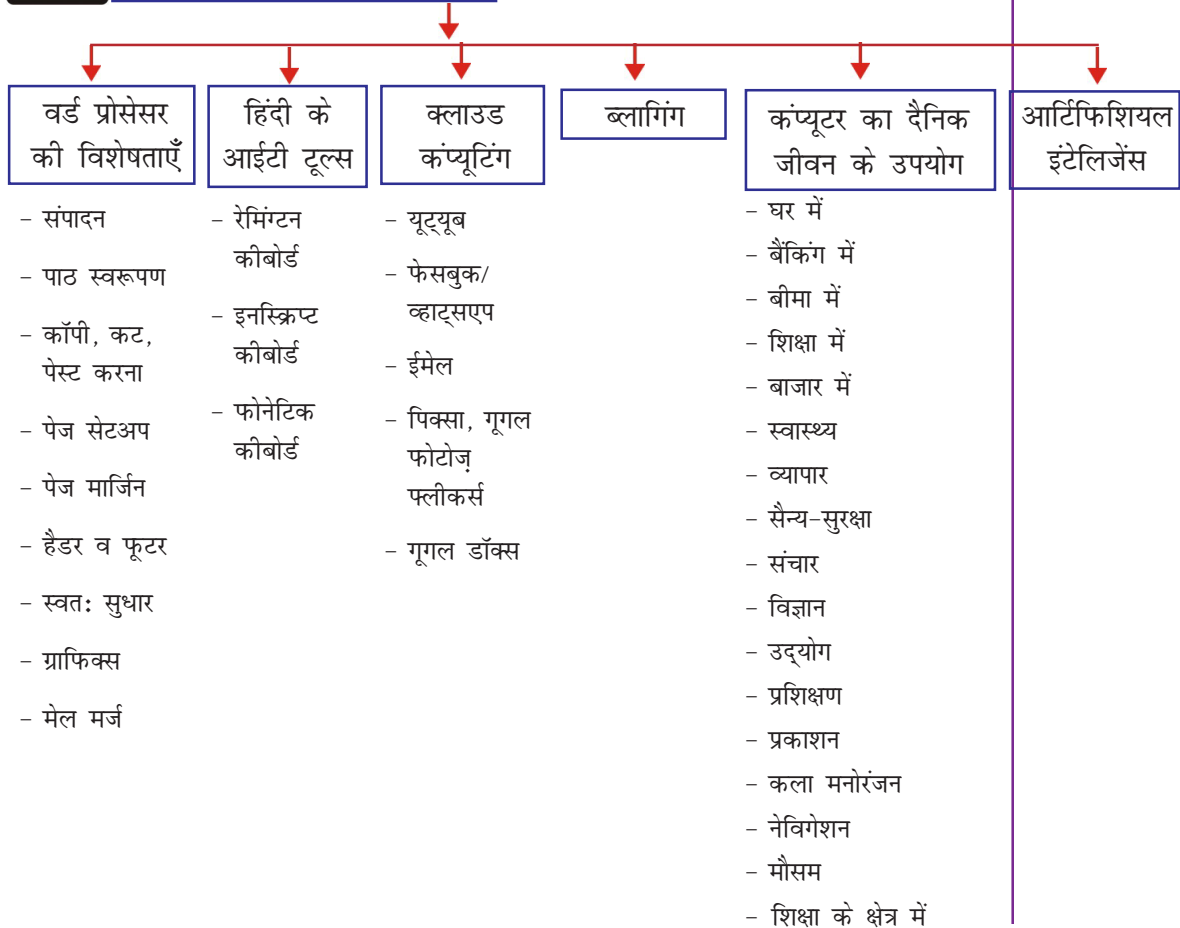 वर्ड प्रोसेसर
की विशेषताएँ
– संपादन
– पाठ स्वरूपण
– कॉपी, कट,
पेस्ट करना
– पेज सेटअप
– पेज मार्जिन
– हैडर व फूटर
– स्वतः सुधार
– ग्राफिक्स
– मेल मर्ज
हिंदी के
आईटी टूल्स
– रेमिंग्टन
कीबोर्ड
– इनस्क्रिप्ट
कीबोर्ड
– फोनेटिक
कीबोर्ड
क्लाउड
कंप्यूटिंग
– यूट्यूब
– फेसबुक/
व्हाट्सएप
– ईमेल
– पिक्सा, गूगल
फोटोज़
फ्लीकर्स
– गूगल डॉक्स
ब्लागिंग
कंप्यूटर का दैनिक
जीवन के उपयोग
– घर में
– बैंकिंग में
– बीमा में
– शिक्षा में
– बाजार में
– स्वास्थ्य
– व्यापार
– सैन्य-सुरक्षा
– संचार
– विज्ञान
– उद्योग
– प्रशिक्षण
– प्रकाशन
– कला मनोरंजन
– नेविगेशन
– मौसम
– शिक्षा के क्षेत्र में
आर्टिफिशियल
इंटेलिजेंस